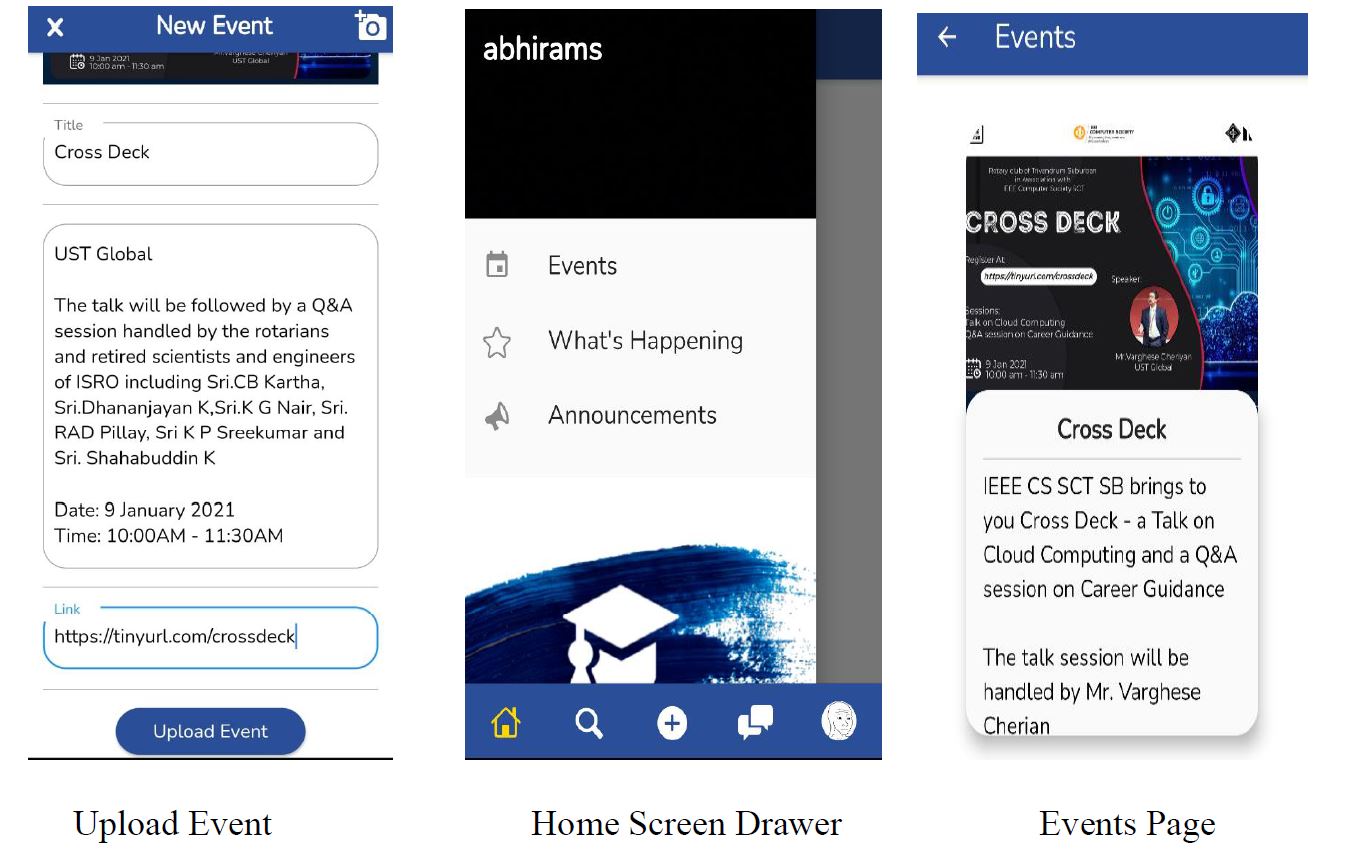 New Event
9 Jan 2021
10:00 am - 11:30 am
UST Global
Title
Cross Deck
UST Global
The talk will be followed by a Q&A
session handled by the rotarians
and retired scientists and engineers
of ISRO including Sri.CB Kartha,
Sri.Dhananjayan K,Sri.K G Nair, Sri.
RAD Pillay, Sri K P Sreekumar and
Sri. Shahabuddin K
Date: 9 January 2021
Time: 10:00AM - 11:30AM
Link
https://tinyurl.com/crossdeck
Upload Event
Upload Event
abhirams
Events
What's Happening
Announcements
Home Screen Drawer
Events
COMPUTER SOCIETY
Rotary club of Trivandrum Suburban
in Association with
IEEE Computer Society SCT
CROSS DECK
Register At:
https://tinyurl.com/crossdeck
Speaker:
Sessions:
Talk on Cloud Computing
Q&A session on Career Guidance
9 Jan 2021
10:00 am - 11:30 am
Mr.Varghese Cheriyan
UST Global
Cross Deck
IEEE CS SCT SB brings to
you Cross Deck - a Talk on
Cloud Computing and a Q&A
session on Career Guidance
The talk session will be
handled by Mr. Varghese
Cherian
Events Page